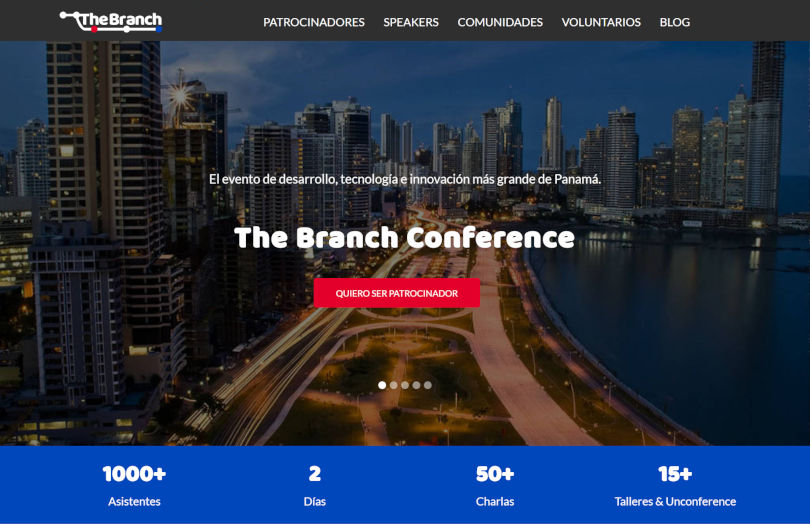 TheBranch
PATROCINADORES SPEAKERS COMUNIDADES VOLUNTARIOS BLOG
El evento de desarrollo, tecnología e innovación más grande de Panamá.
The Branch Conference
QUIERO SER PATROCINADOR
1000+ 2 50+ 15+
Asistentes Días Charlas Talleres & Unconference